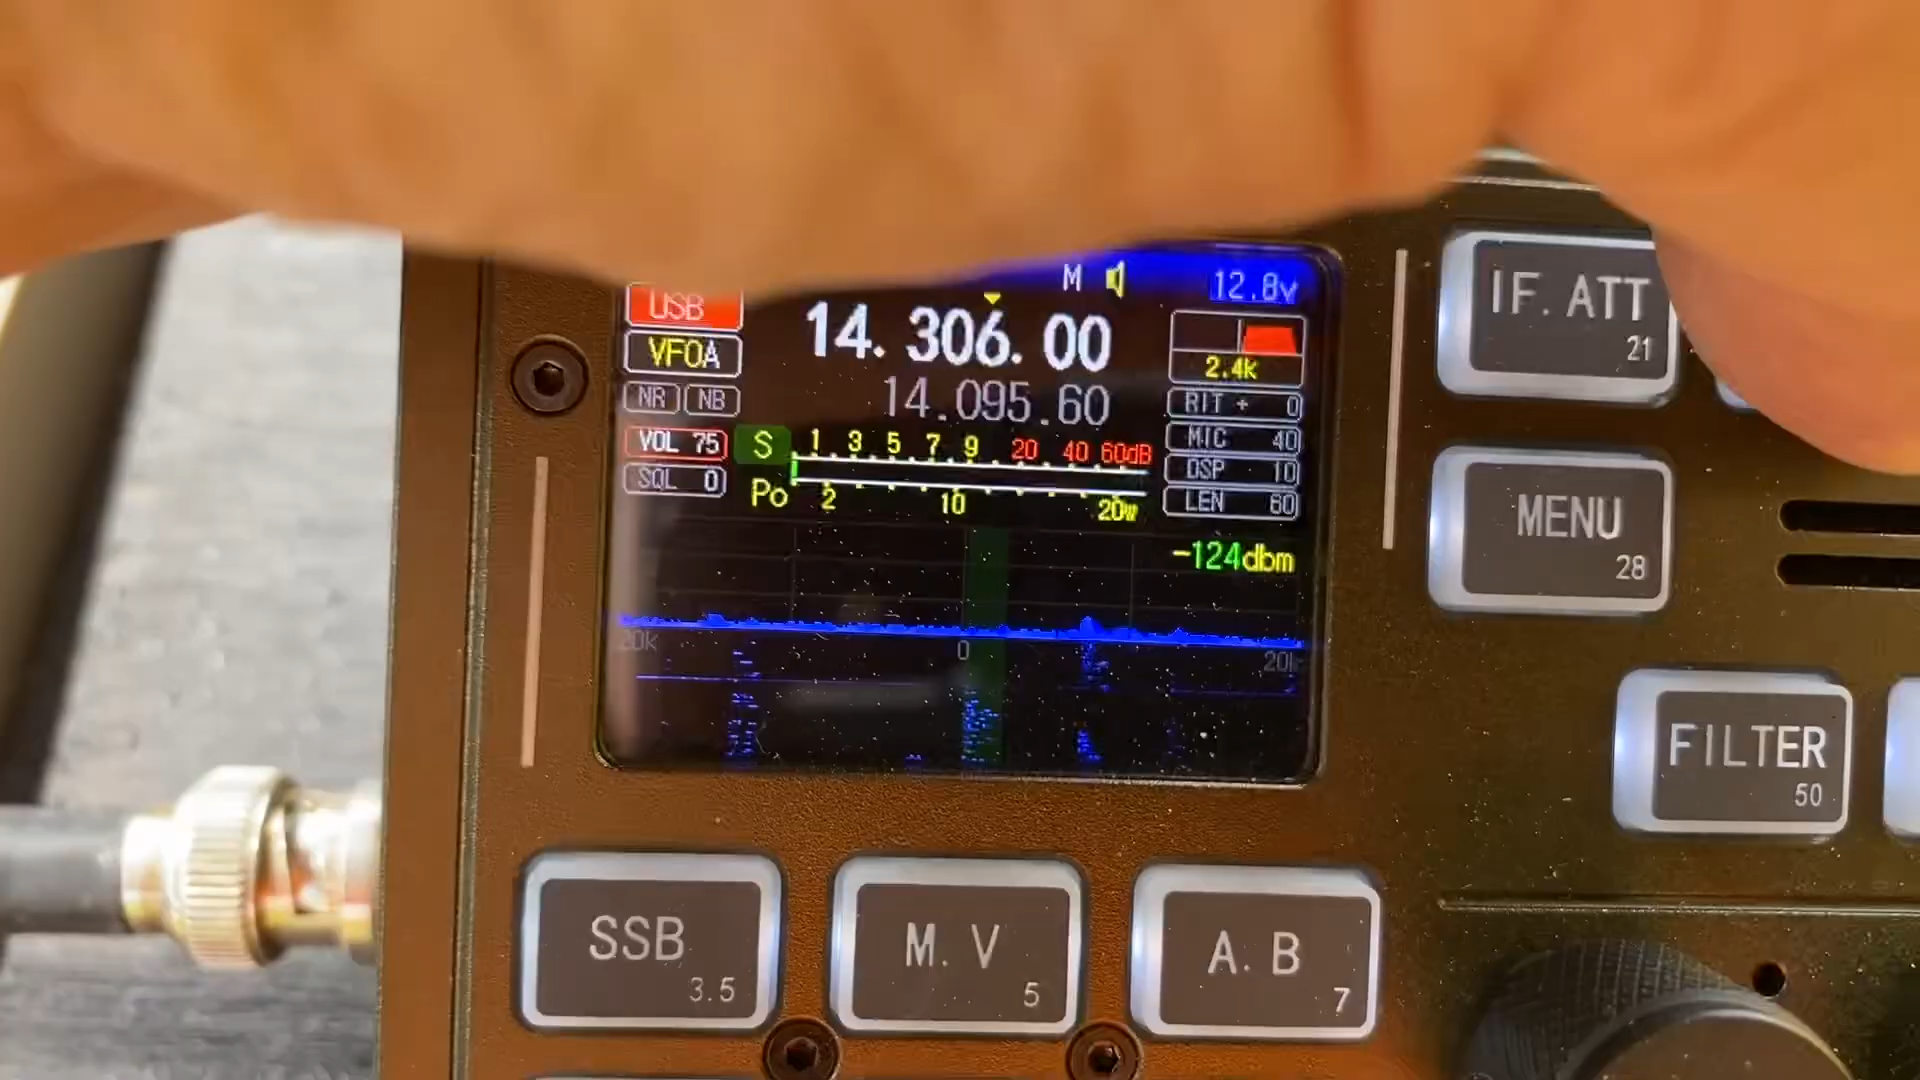 M 12.8v
USB 14.306.00
VFOA 2.4k
NR NB 14.095.60 RIT + 0
VOL 75 S 1 3 5 7 9 20 40 60dB MIC 40
SQL 0 DSP 10
Po 2 10 20w LEN 60
-124dbm
20k 0 20k
IF. ATT
21
MENU
28
FILTER
50
SSB
3.5
M. V
5
A. B
7